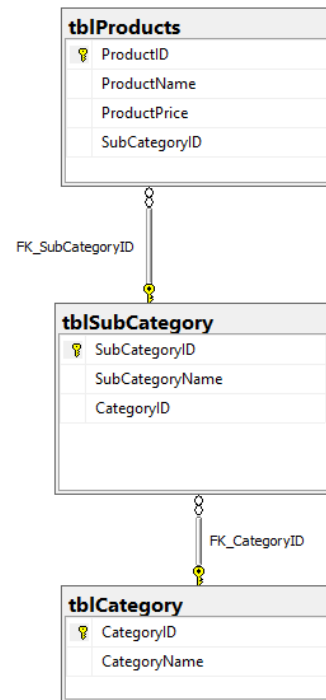 tblProducts
ProductID
ProductName
ProductPrice
SubCategoryID
FK_SubCategoryID
tblSubCategory
SubCategoryID
SubCategoryName
CategoryID
FK_CategoryID
tblCategory
CategoryID
CategoryName